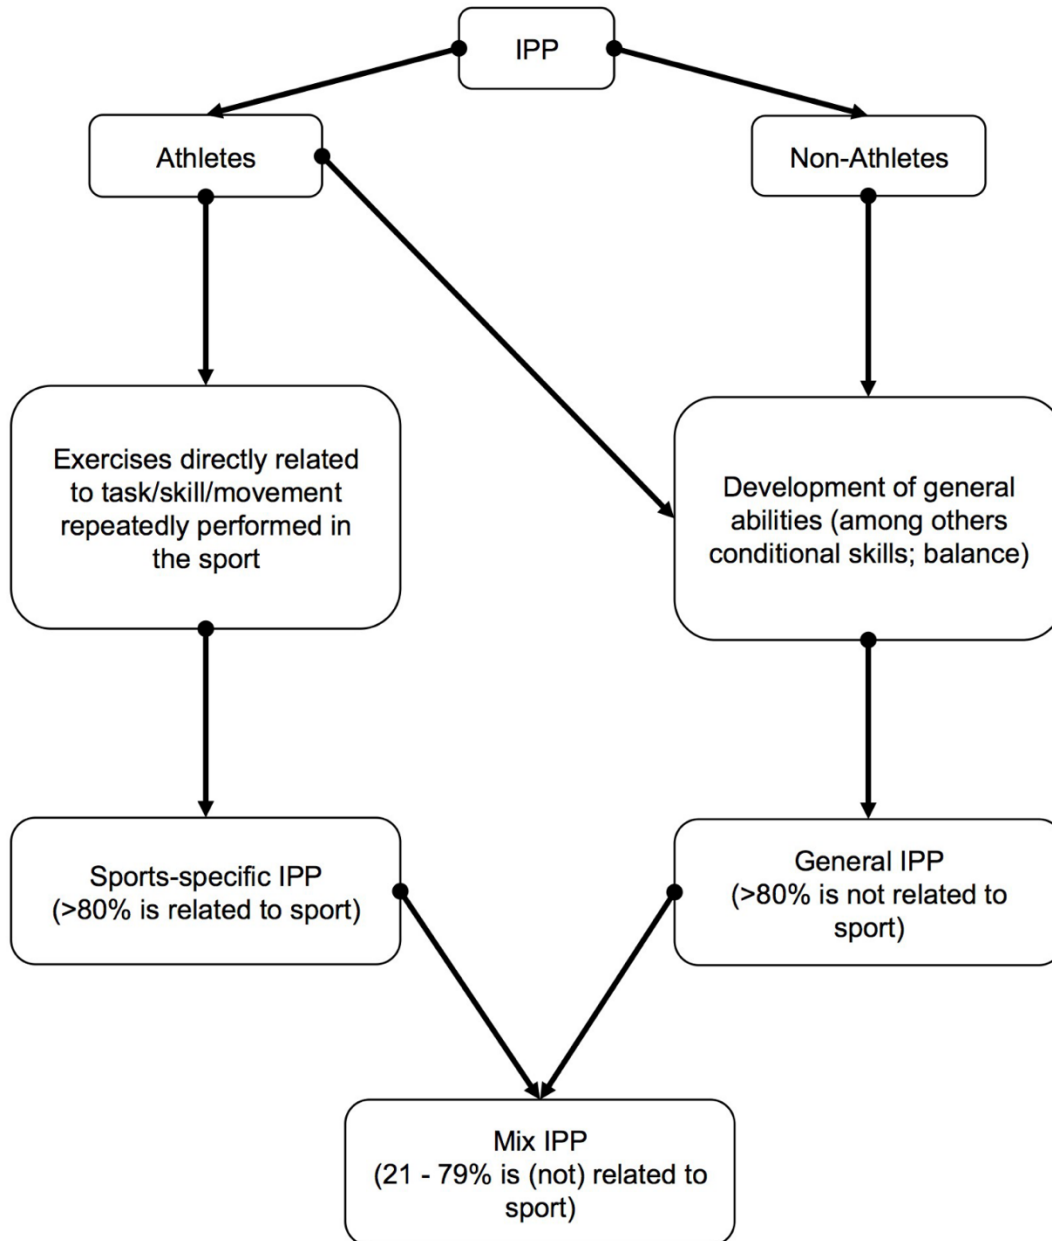 IPP
Athletes
Non-Athletes
Exercises directly related
to task/skill/movement
repeatedly performed in
the sport
Development of general
abilities (among others
conditional skills; balance)
Sports-specific IPP
(>80% is related to sport)
General IPP
(>80% is not related to
sport)
Mix IPP
(21 - 79% is (not) related to
sport)